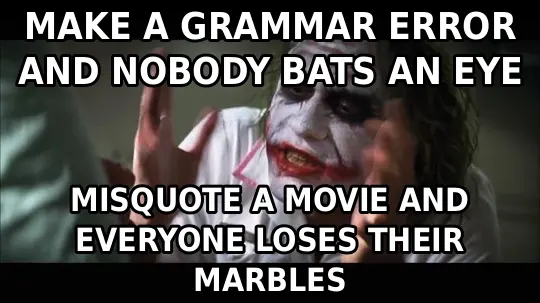 MAKE A GRAMMAR ERROR
AND NOBODY BATS AN EYE
MISQUOTE A MOVIE AND
EVERYONE LOSES THEIR
MARBLES